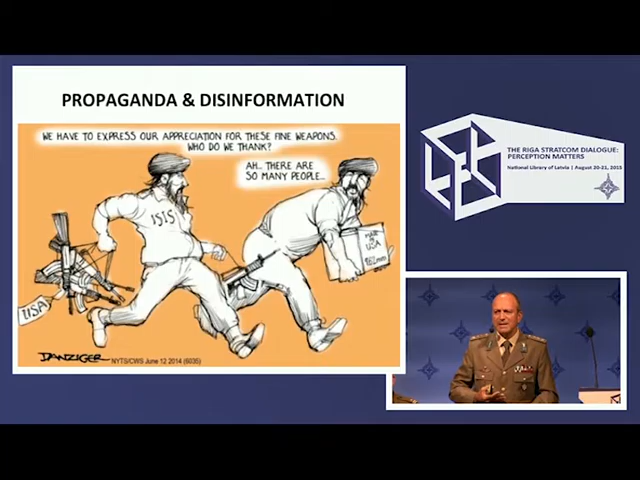 PROPAGANDA & DISINFORMATION
WE HAVE TO EXPRESS OUR APPRECIATION FOR THESE FINE WEAPONS.
WHO DO WE THANK?
AH.. THERE ARE
SO MANY PEOPLE...
ISIS
MADE
IN
USA
762mm
USA
DANZIGER
NYTS/CWS June 12 2014 (6035)
THE RIGA STRATCOM DIALOGUE:
PERCEPTION MATTERS
National Library of Latvia | August 20-21, 2015